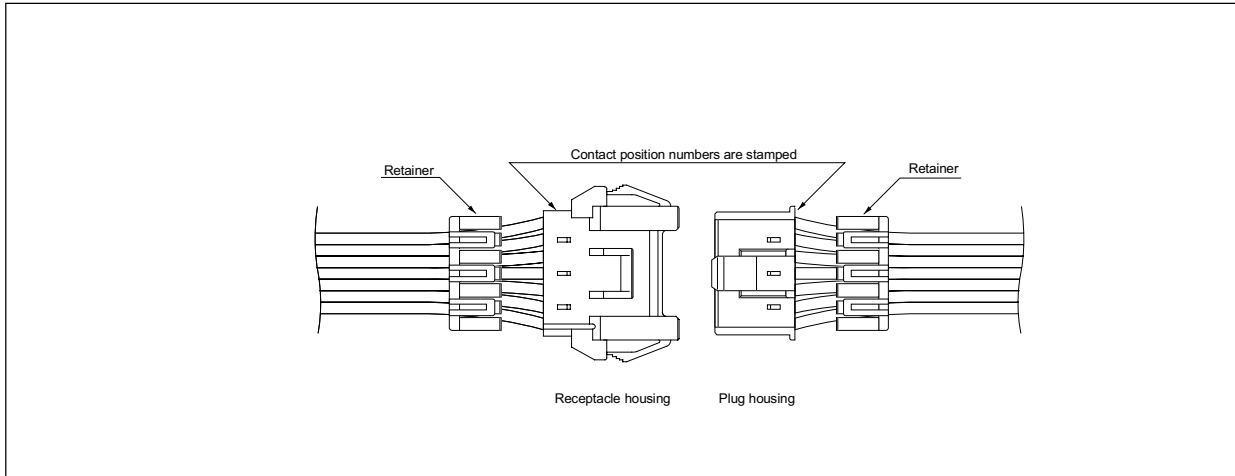 Contact position numbers are stamped
Retainer
Retainer
Receptacle housing
Plug housing